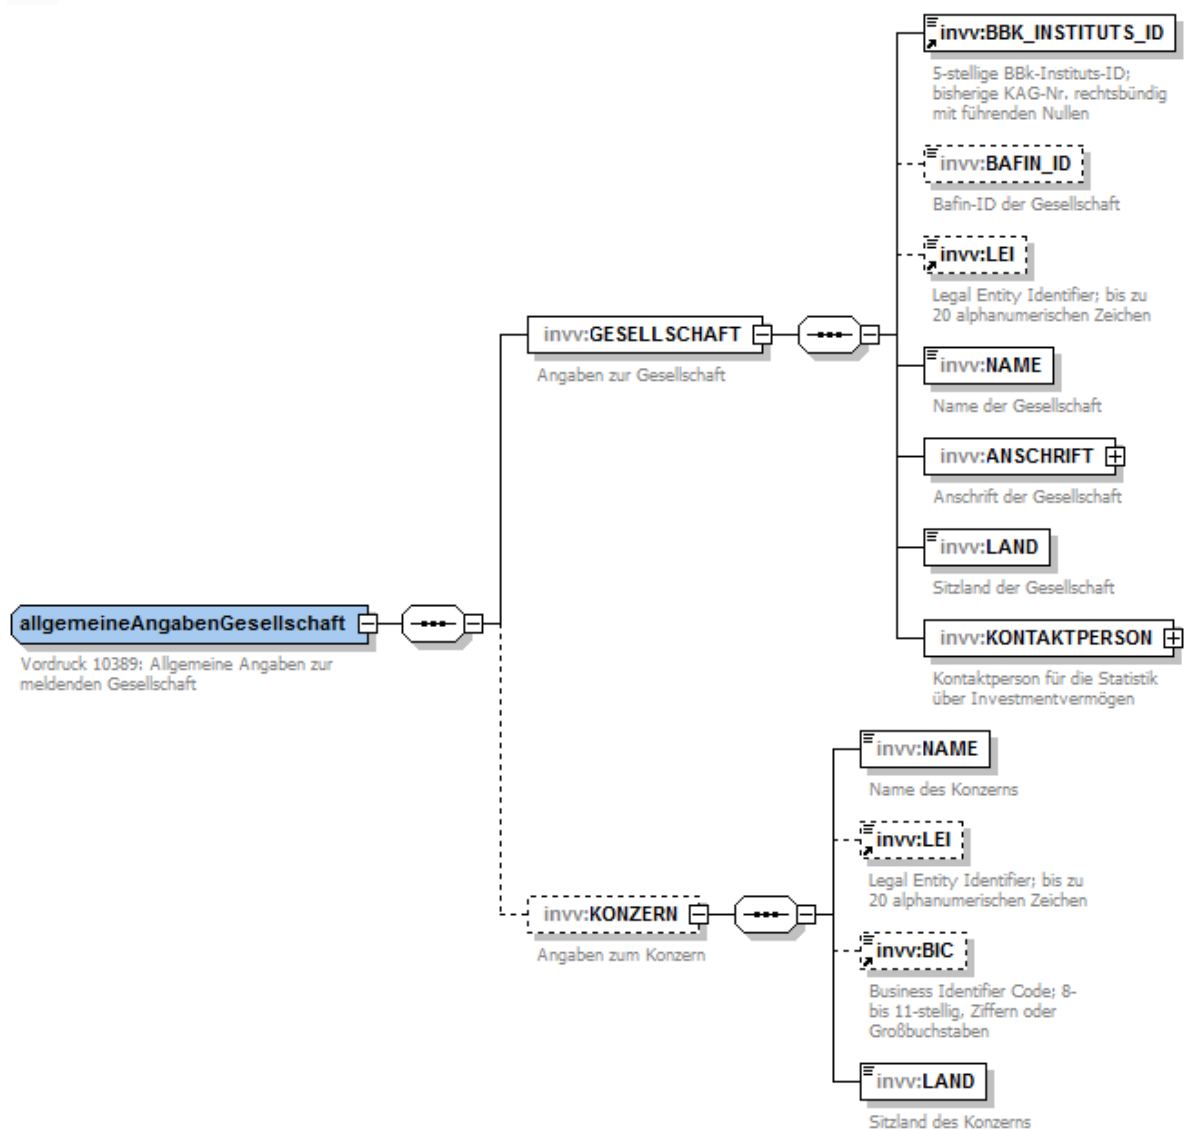 invv:BBK_INSTITUTS_ID
5-stellige BBk-Instituts-ID;
bisherige KAG-Nr. rechtsbündig
mit führenden Nullen
invv:BAFIN_ID
Bafin-ID der Gesellschaft
invv:LEI
Legal Entity Identifier; bis zu
20 alphanumerischen Zeichen
invv:GESELLSCHAFT
Angaben zur Gesellschaft
invv:NAME
Name der Gesellschaft
invv:ANSCHRIFT
Anschrift der Gesellschaft
invv:LAND
Sitzland der Gesellschaft
allgemeineAngabenGesellschaft
Vordruck 10389: Allgemeine Angaben zur
meldenden Gesellschaft
invv:KONTAKTPERSON
Kontaktperson für die Statistik
über Investmentvermögen
invv:NAME
Name des Konzerns
invv:LEI
Legal Entity Identifier; bis zu
20 alphanumerischen Zeichen
invv:KONZERN
Angaben zum Konzern
invv:BIC
Business Identifier Code; 8-
bis 11-stellig, Ziffern oder
Großbuchstaben
invv:LAND
Sitzland des Konzerns